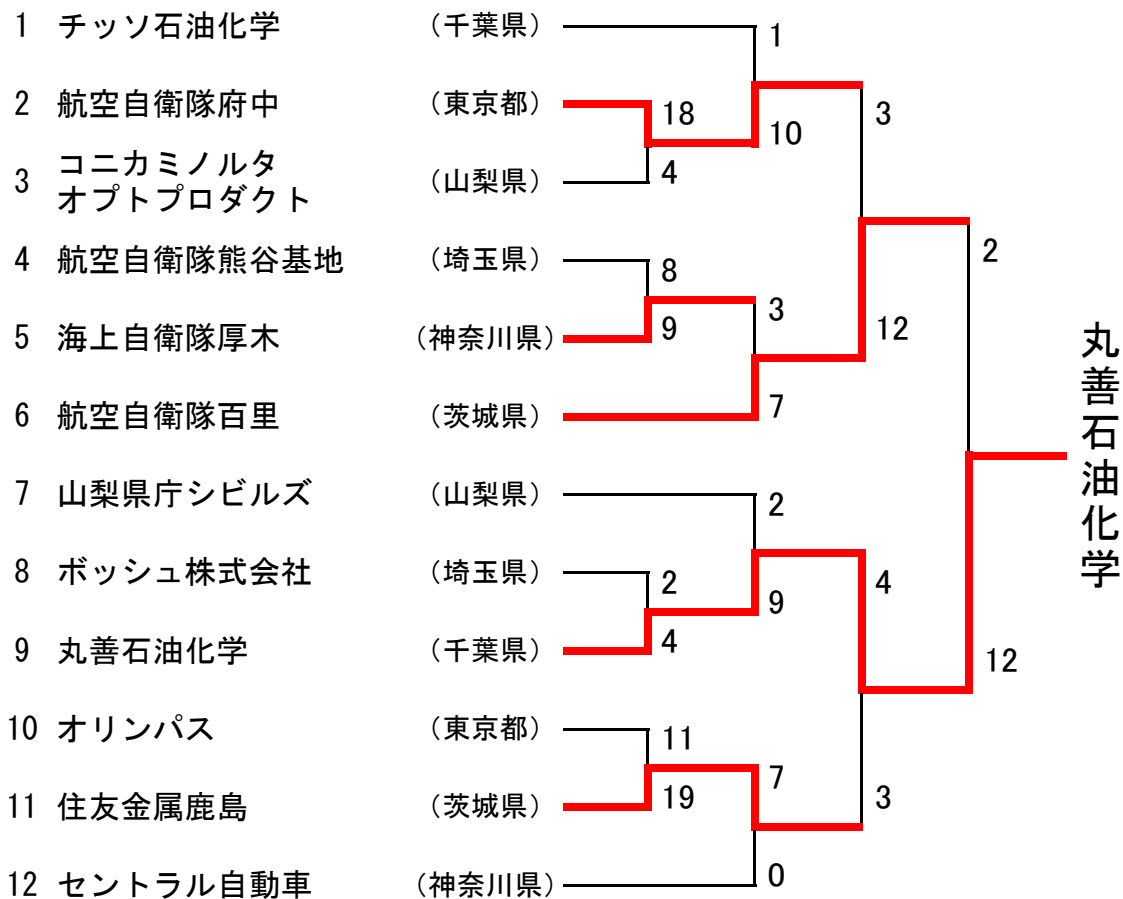 1 チッソ石油化学 (千葉県)
1
2 航空自衛隊府中 (東京都)
18
10
3
3 コニカミノルタ
オプトプロダクト (山梨県)
4
4 航空自衛隊熊谷基地 (埼玉県)
8
3
2
5 海上自衛隊厚木 (神奈川県)
9
12
6 航空自衛隊百里 (茨城県)
7
7 山梨県庁シビルズ (山梨県)
2
8 ボッシュ株式会社 (埼玉県)
2
9
4
9 丸善石油化学 (千葉県)
4
12
10 オリンパス (東京都)
11
7
11 住友金属鹿島 (茨城県)
19
3
12 セントラル自動車 (神奈川県)
0
丸善石油化学